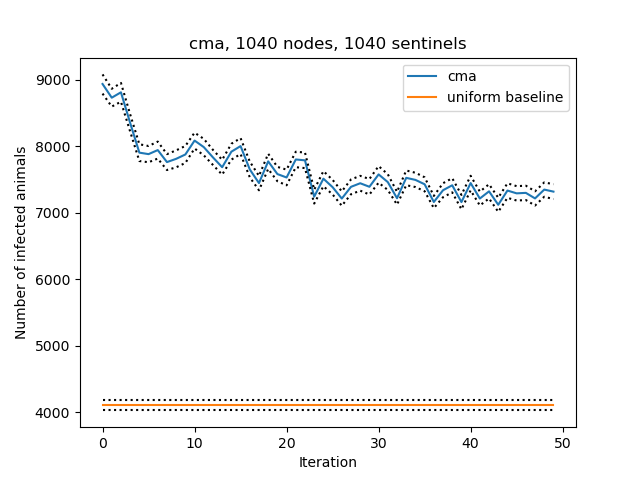 cma, 1040 nodes, 1040 sentinels
cma
uniform baseline
Number of infected animals
9000
8000
7000
6000
5000
4000
0 10 20 30 40 50
Iteration